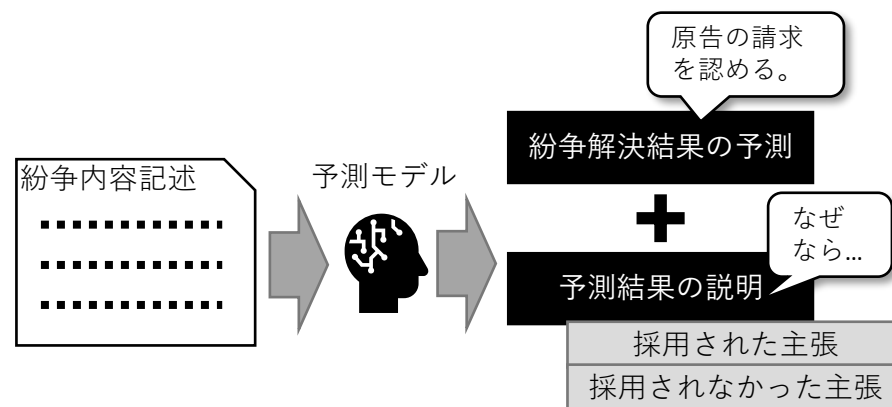 原告の請求
を認める。
紛争解決結果の予測
紛争内容記述
予測モデル
なぜ
なら...
予測結果の説明
採用された主張
採用されなかった主張